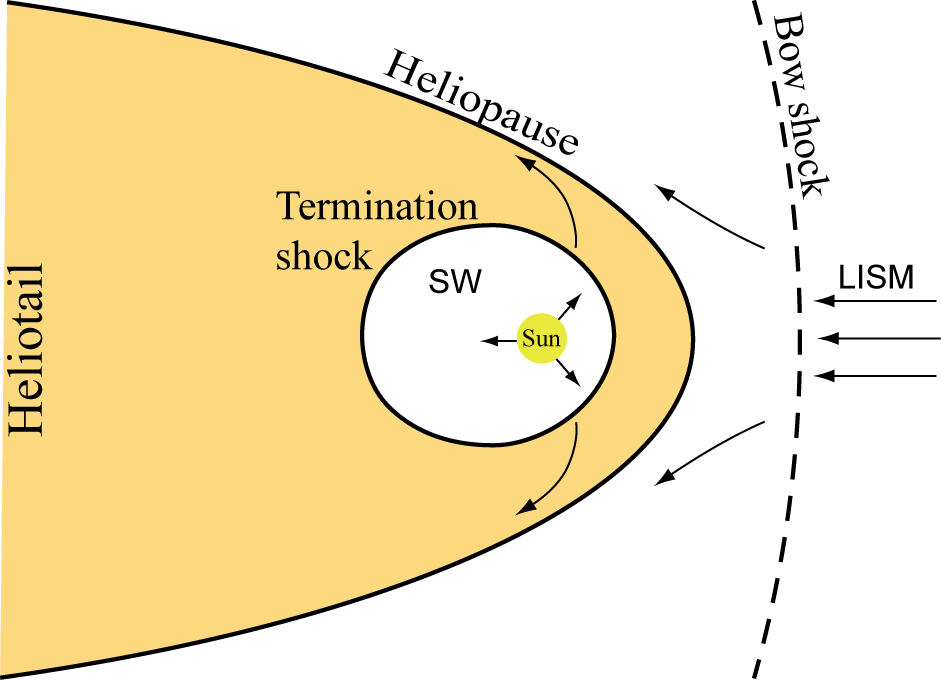 Heliopause
Bow shock
Termination
shock
SW
LISM
Sun
Heliotail